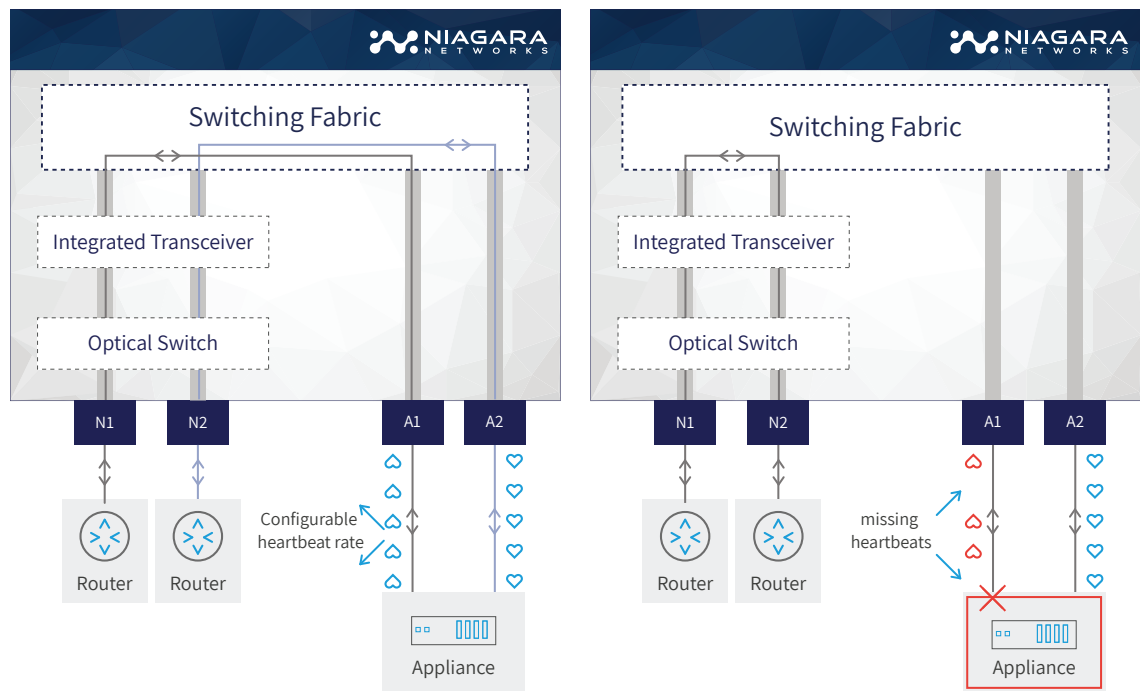 NIAGARA
NETWORKS
Switching Fabric
Integrated Transceiver
Optical Switch
N1
N2
A1
A2
Configurable
heartbeat rate
Router
Router
Appliance
NIAGARA
NETWORKS
Switching Fabric
Integrated Transceiver
Optical Switch
N1
N2
A1
A2
missing
heartbeats
Router
Router
Appliance